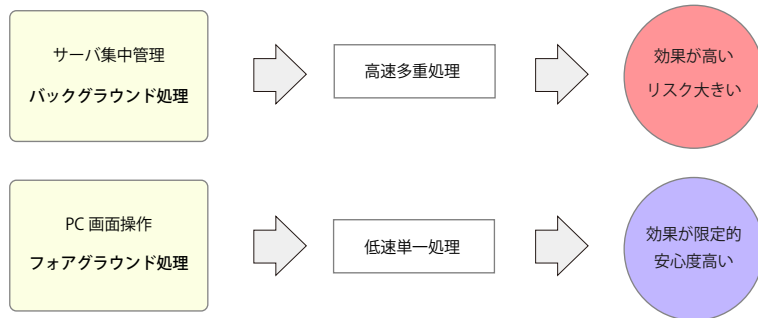 サーバ集中管理
バックグラウンド処理
高速多重処理
効果が高い
リスク大きい
PC 画面操作
フォアグラウンド処理
低速単一処理
効果が限定的
安心度高い